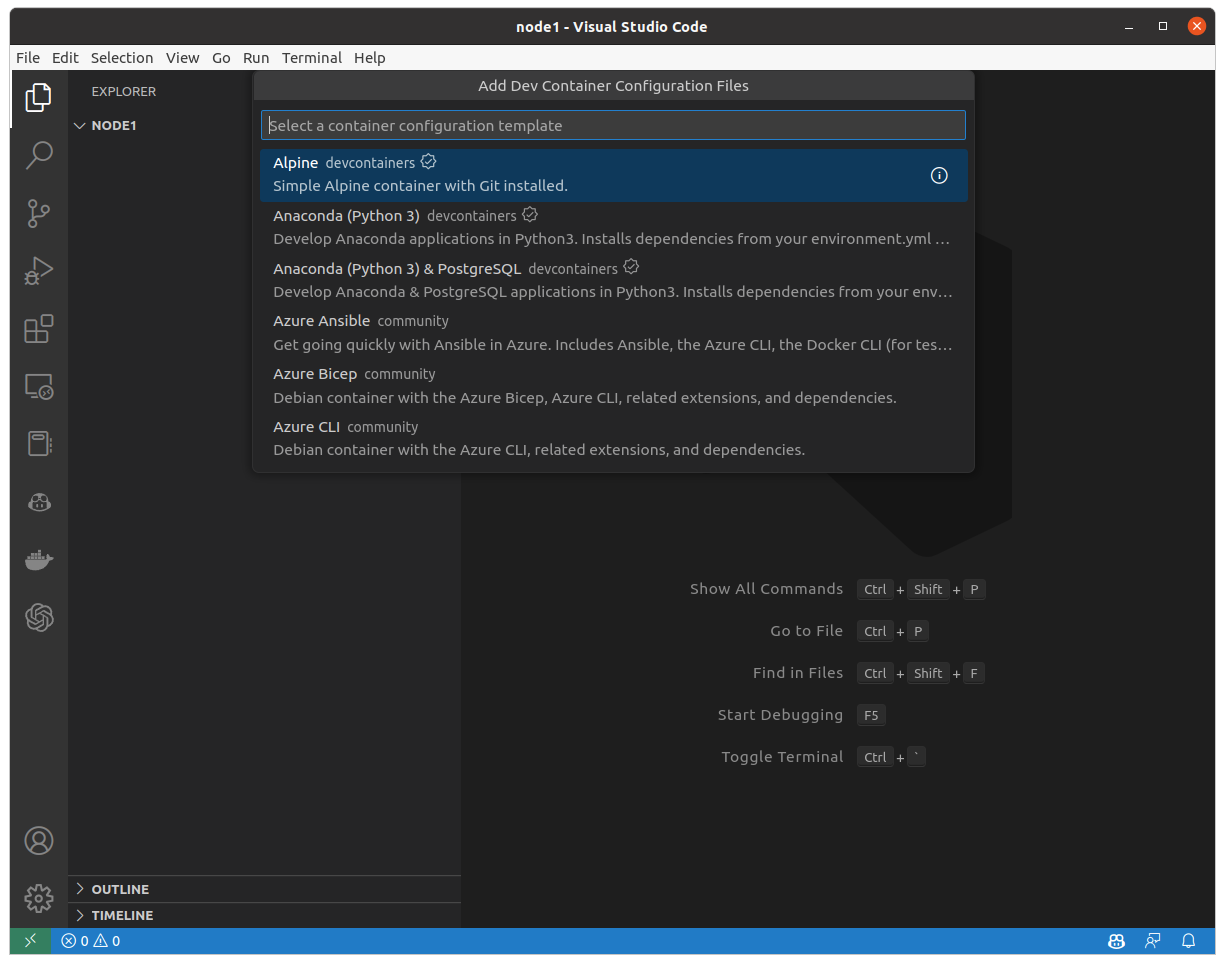 node1 - Visual Studio Code
File Edit Selection View Go Run Terminal Help
EXPLORER
NODE1
Add Dev Container Configuration Files
Select a container configuration template
Alpine devcontainers
Simple Alpine container with Git installed.
Anaconda (Python 3) devcontainers
Develop Anaconda applications in Python3. Installs dependencies from your environment.yml …
Anaconda (Python 3) & PostgreSQL devcontainers
Develop Anaconda & PostgreSQL applications in Python3. Installs dependencies from your env…
Azure Ansible community
Get going quickly with Ansible in Azure. Includes Ansible, the Azure CLI, the Docker CLI (for tes…
Azure Bicep community
Debian container with the Azure Bicep, Azure CLI, related extensions, and dependencies.
Azure CLI community
Debian container with the Azure CLI, related extensions, and dependencies.
Show All Commands Ctrl + Shift + P
Go to File Ctrl + P
Find in Files Ctrl + Shift + F
Start Debugging F5
Toggle Terminal Ctrl + `
OUTLINE
TIMELINE
0 0